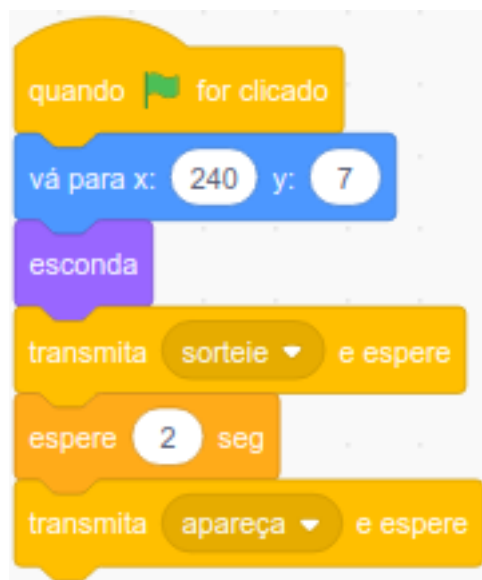 quando for clicado
vá para x: 240 y: 7
esconda
transmita sorteie e espere
espere 2 seg
transmita apareça e espere